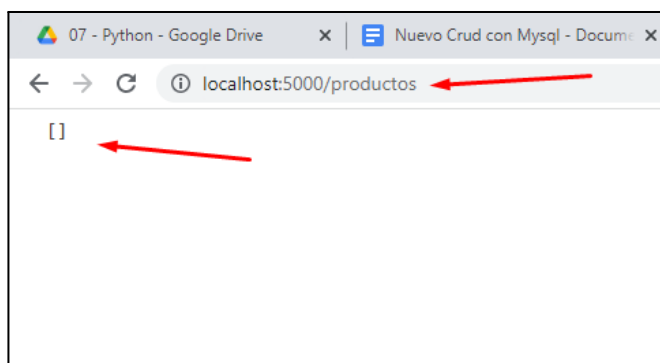 07 - Python - Google Drive
Nuevo Crud con Mysql - Docume
localhost:5000/productos
[]